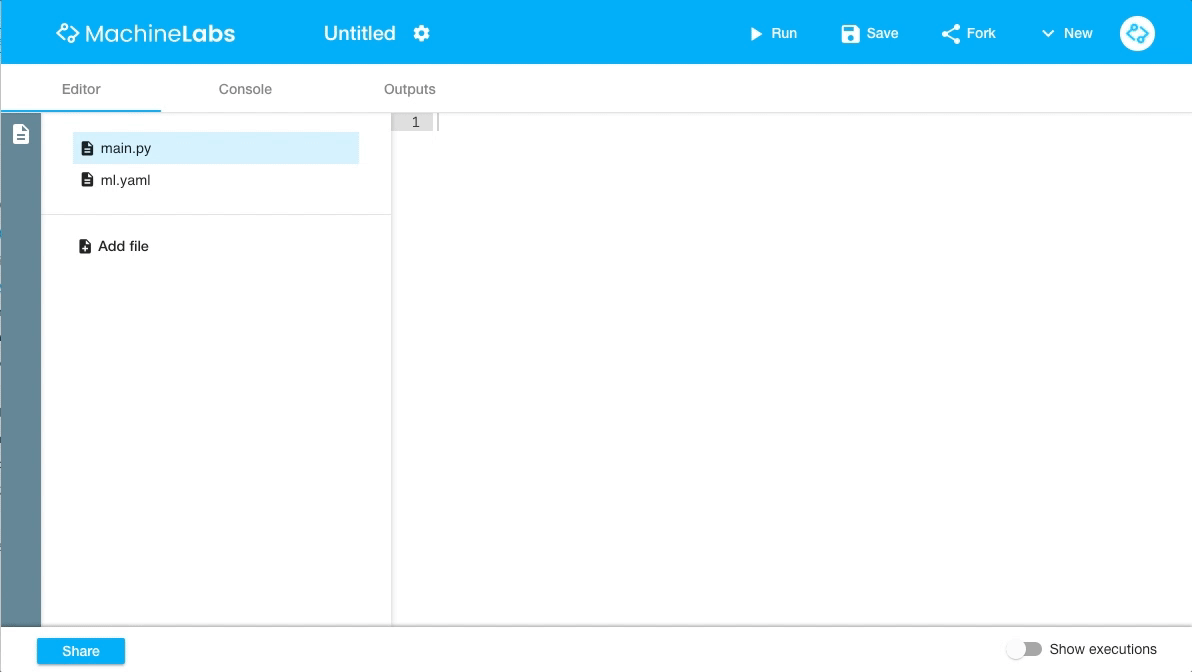 MachineLabs Untitled Run Save Fork New
Editor Console Outputs
1
main.py
ml.yaml
Add file
Share Show executions